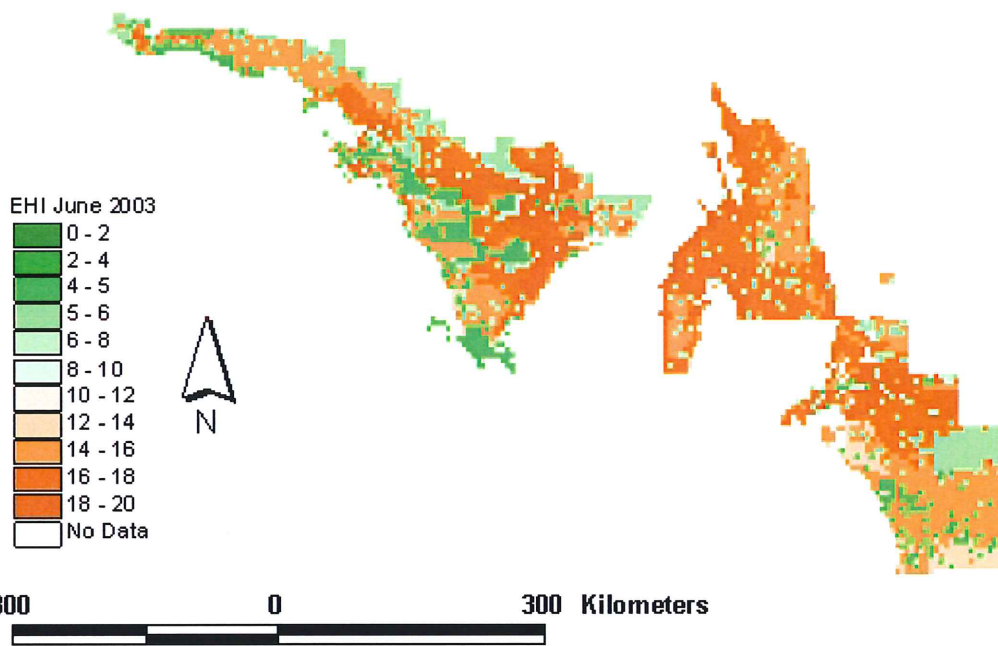 EHI June 2003
0 - 2
2 - 4
4 - 5
5 - 6
6 - 8
8 - 10
10 - 12
12 - 14
14 - 16
16 - 18
18 - 20
No Data
N
300 0 300 Kilometers